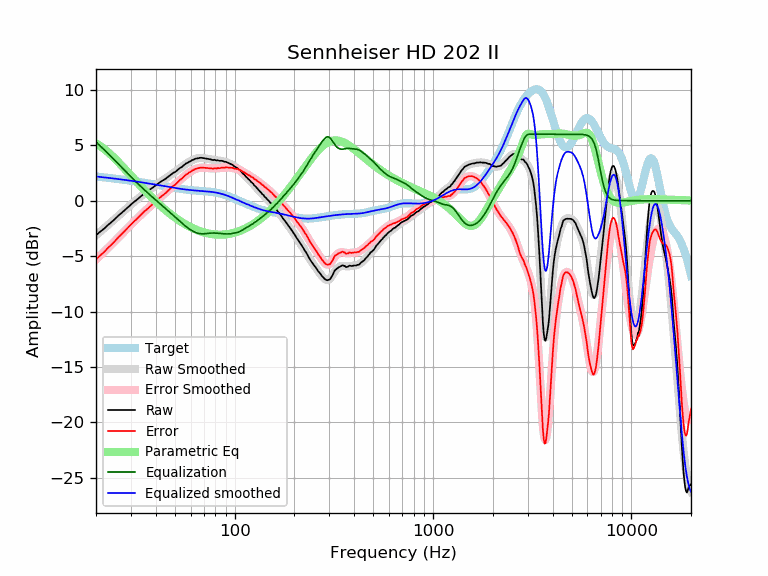 Sennheiser HD 202 II
10
5
0
−5
−10
−15
−20
−25
Amplitude (dBr)
Target
Raw Smoothed
Error Smoothed
Raw
Error
Parametric Eq
Equalization
Equalized smoothed
100 1000 10000
Frequency (Hz)